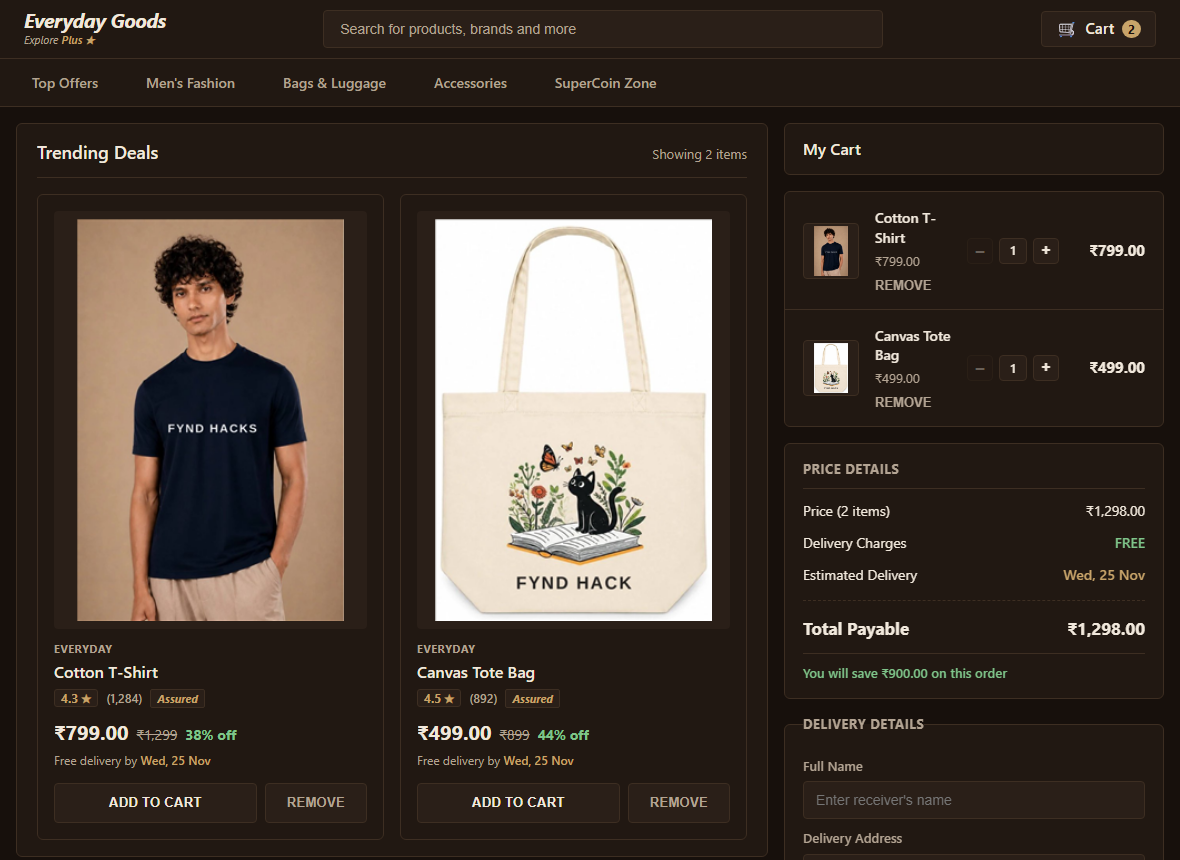 Everyday Goods
Explore Plus ★
Search for products, brands and more
Cart 2
Top Offers
Men's Fashion
Bags & Luggage
Accessories
SuperCoin Zone
Trending Deals
Showing 2 items
FYND HACKS
EVERYDAY
Cotton T-Shirt
4.3 ★ (1,284) Assured
₹799.00 ₹1,299 38% off
Free delivery by Wed, 25 Nov
ADD TO CART
REMOVE
FYND HACK
EVERYDAY
Canvas Tote Bag
4.5 ★ (892) Assured
₹499.00 ₹899 44% off
Free delivery by Wed, 25 Nov
ADD TO CART
REMOVE
My Cart
Cotton T-
Shirt
₹799.00
REMOVE
– 1 +
₹799.00
Canvas Tote
Bag
₹499.00
REMOVE
– 1 +
₹499.00
PRICE DETAILS
Price (2 items) ₹1,298.00
Delivery Charges FREE
Estimated Delivery Wed, 25 Nov
Total Payable ₹1,298.00
You will save ₹900.00 on this order
DELIVERY DETAILS
Full Name
Enter receiver's name
Delivery Address